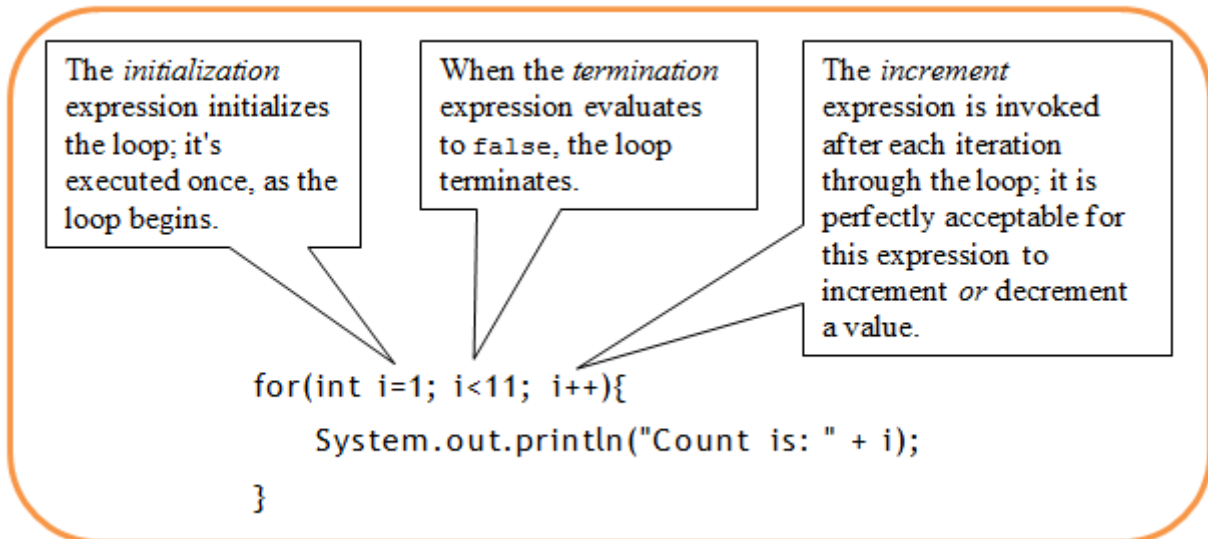 The initialization
expression initializes
the loop; it's
executed once, as the
loop begins.
When the termination
expression evaluates
to false, the loop
terminates.
The increment
expression is invoked
after each iteration
through the loop; it is
perfectly acceptable for
this expression to
increment or decrement
a value.
for(int i=1; i<11; i++){
System.out.println("Count is: " + i);
}